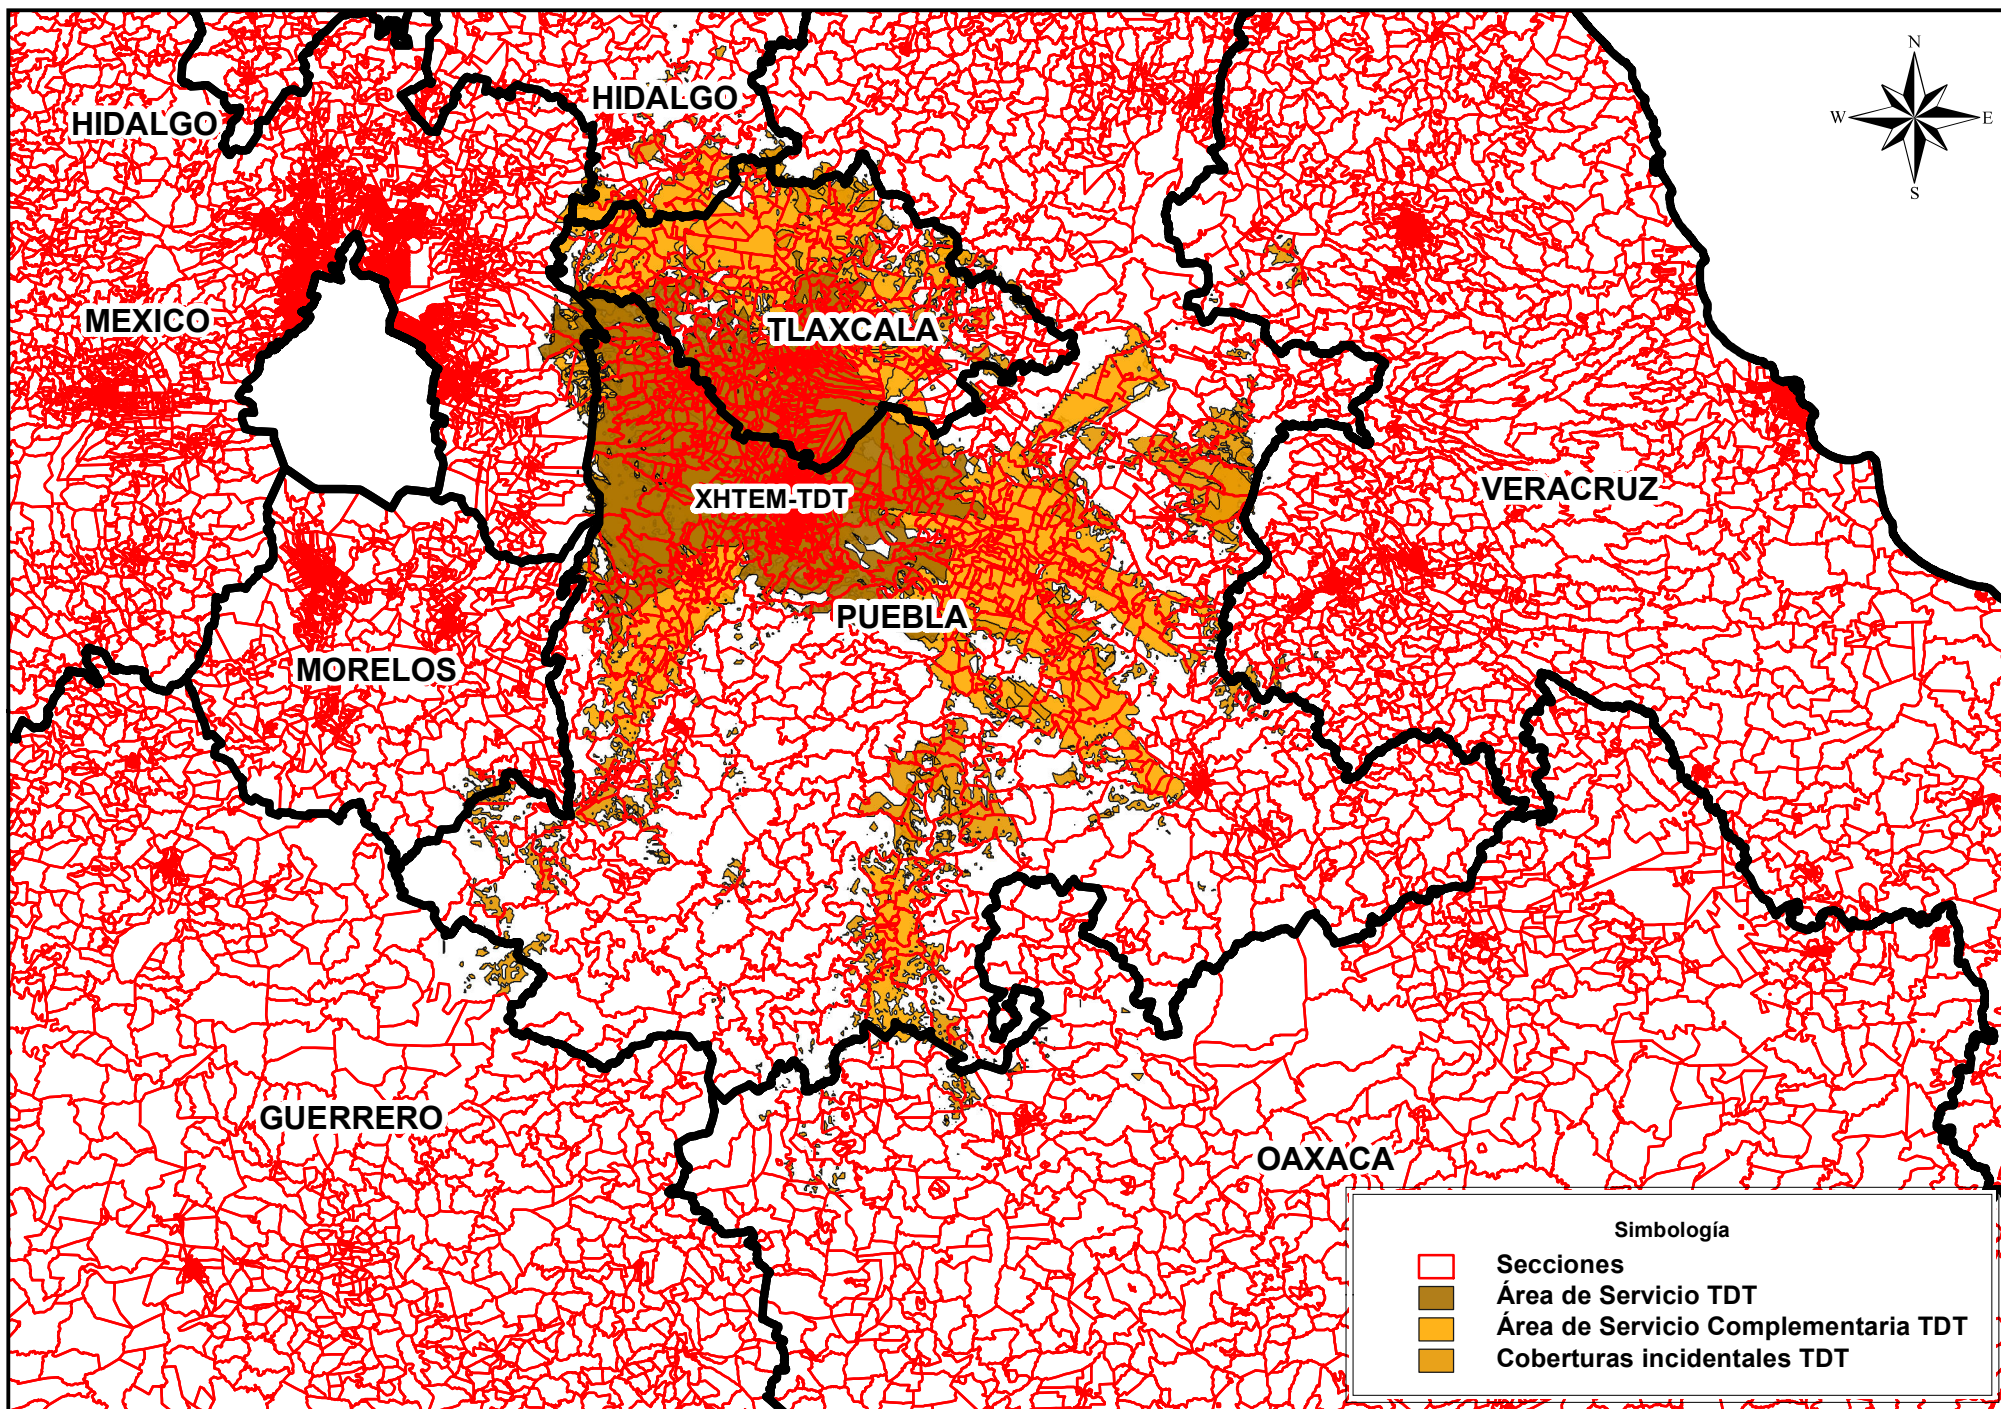 N
W
E
S
HIDALGO
HIDALGO
MEXICO
TLAXCALA
XHTEM-TDT
VERACRUZ
PUEBLA
MORELOS
GUERRERO
OAXACA
Simbología
Secciones
Área de Servicio TDT
Área de Servicio Complementaria TDT
Coberturas incidentales TDT